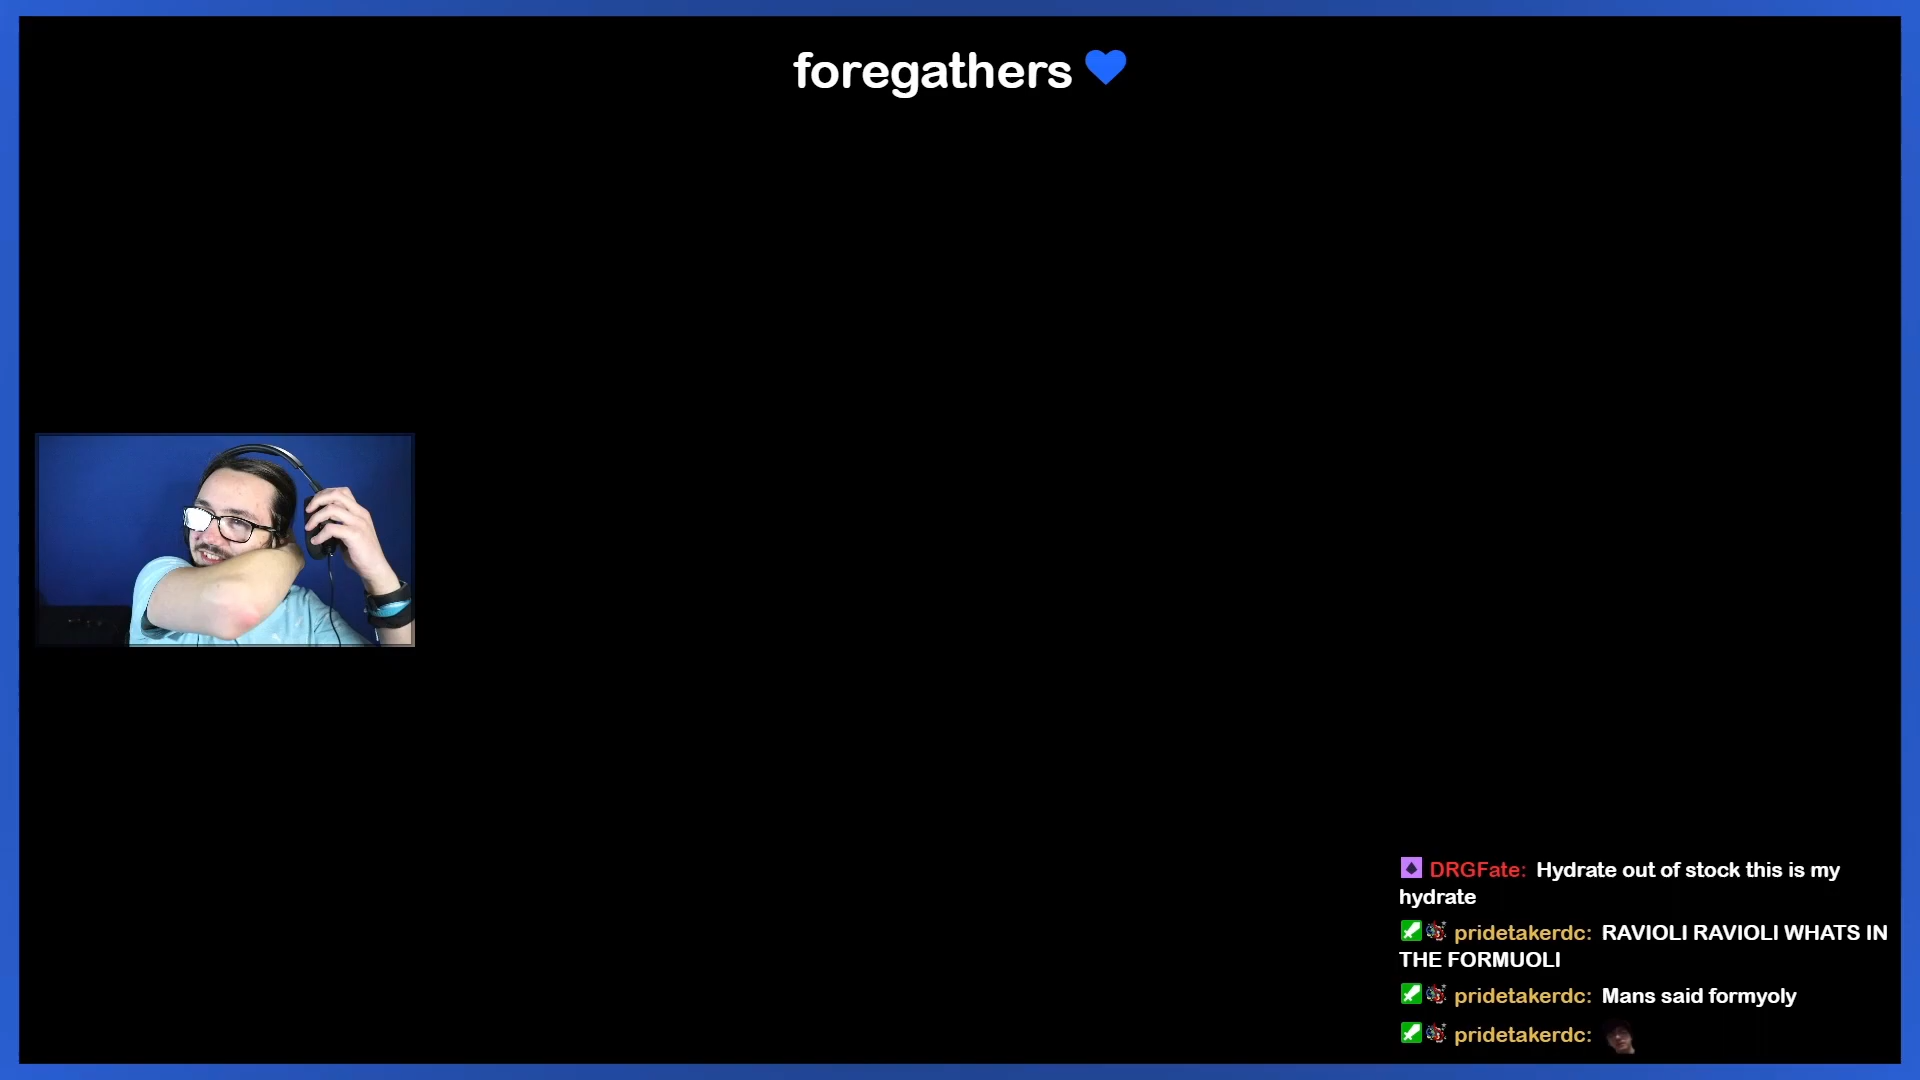 foregathers
DRGFate: Hydrate out of stock this is my
hydrate
pridetakerdc: RAVIOLI RAVIOLI WHATS IN
THE FORMUOLI
pridetakerdc: Mans said formyoly
pridetakerdc: